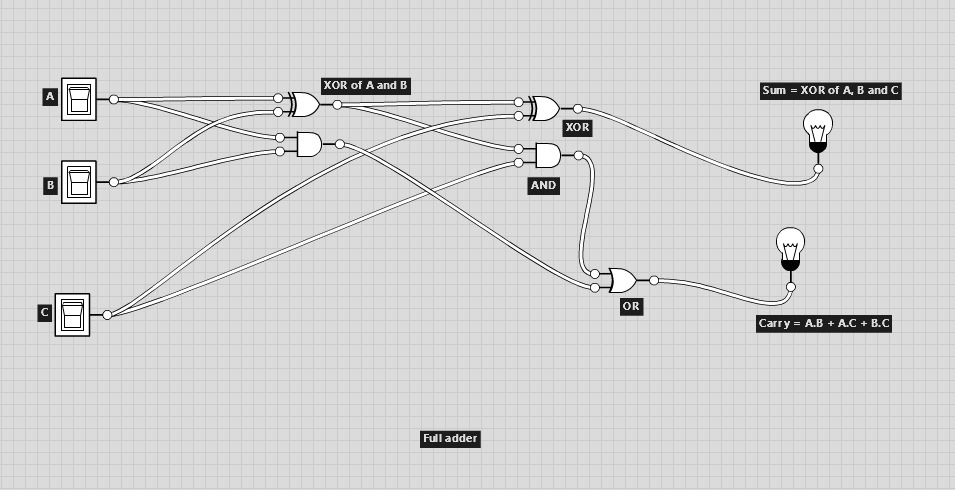 XOR of A and B
A
Sum = XOR of A, B and C
XOR
B
AND
C
OR
Carry = A.B + A.C + B.C
Full adder